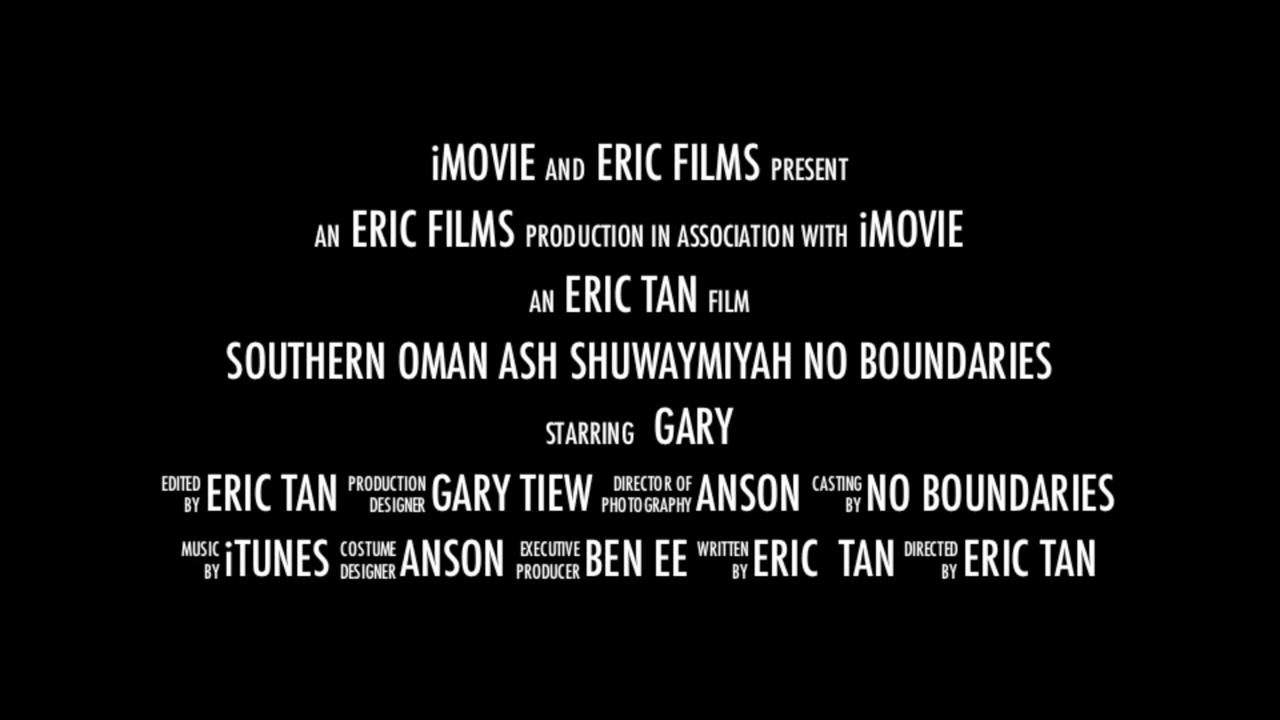 iMOVIE AND ERIC FILMS PRESENT
AN ERIC FILMS PRODUCTION IN ASSOCIATION WITH iMOVIE
AN ERIC TAN FILM
SOUTHERN OMAN ASH SHUWAYMIYAH NO BOUNDARIES
STARRING GARY
EDITED BY ERIC TAN PRODUCTION DESIGNER GARY TIEW DIRECTOR OF PHOTOGRAPHY ANSON CASTING BY NO BOUNDARIES
MUSIC BY iTUNES COSTUME DESIGNER ANSON EXECUTIVE PRODUCER BEN EE WRITTEN BY ERIC TAN DIRECTED BY ERIC TAN